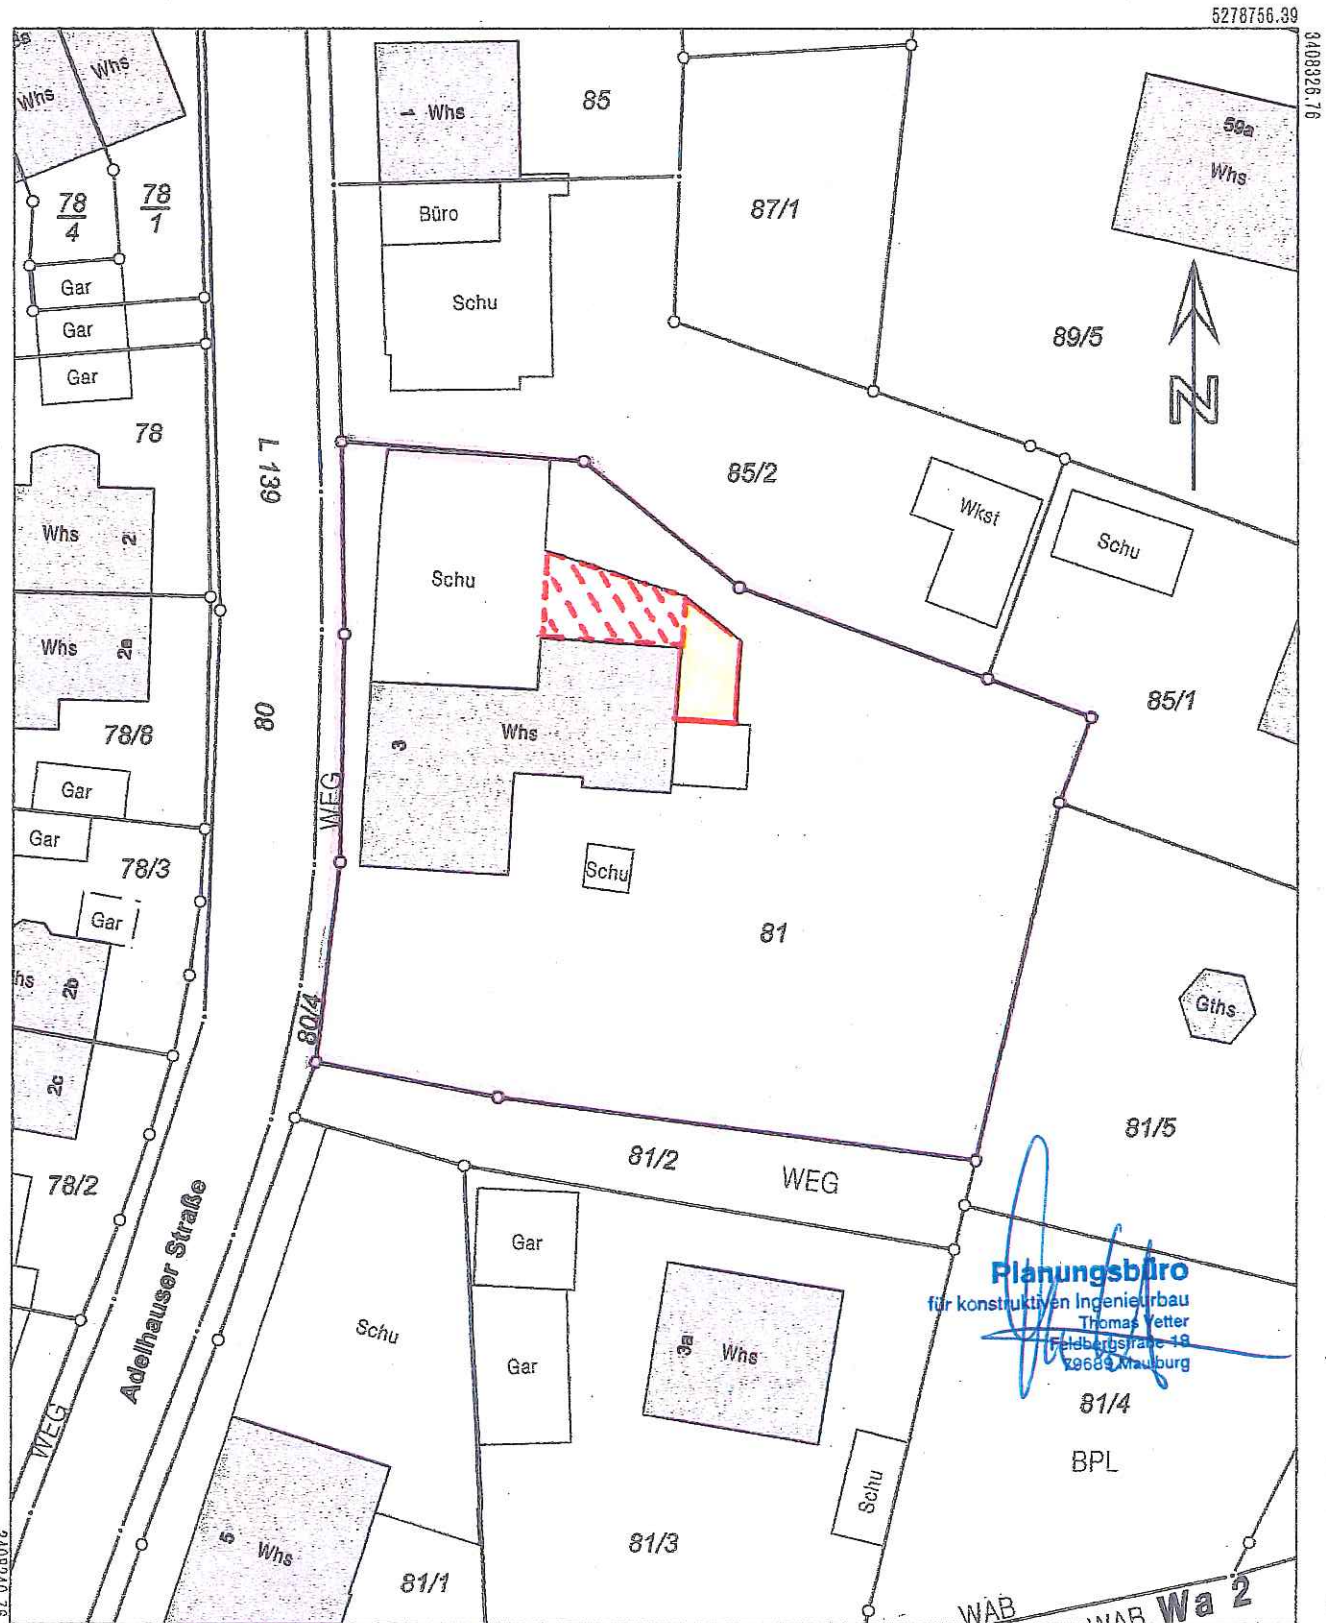 5278756.39
3408326.76
Whs
Whs
1
Whs
85
59a
Whs
78
4
78
1
Büro
87/1
Gar
Schu
Gar
89/5
Gar
N
78
L 139
85/2
Whs
2
Wkst
Schu
Schu
Whs
2a
85/1
80
78/8
3
Whs
Gar
WEG
Gar
78/3
Schu
Gar
81
2b
Gths
80/4
2c
81/5
78/2
81/2
WEG
Adelhauser Straße
Gar
Planungsbüro
für konstruktiven Ingenieurbau
Thomas Vetter
Feldbergstraße 18
79689 Maulburg
Schu
3a
Whs
Gar
81/4
WEG
BPL
Schu
5
Whs
81/3
81/1
WAB
WAB
Wa 2